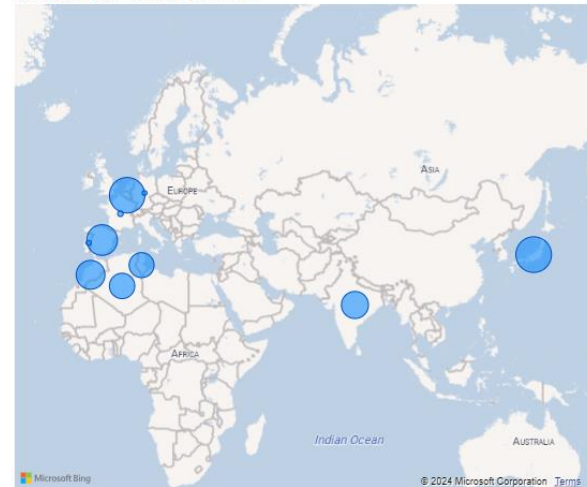 ASIA
EUROPE
AFRICA
Indian Ocean
AUSTRALIA
Microsoft Bing
© 2024 Microsoft Corporation Terms